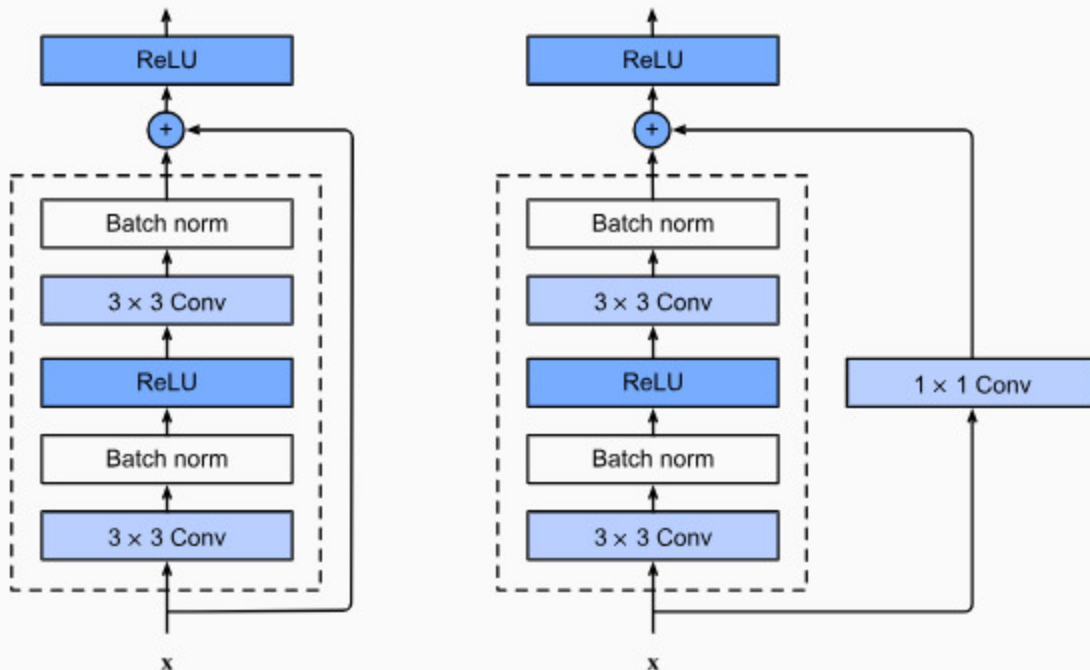 ReLU
+
Batch norm
3 × 3 Conv
ReLU
Batch norm
3 × 3 Conv
x
ReLU
+
Batch norm
3 × 3 Conv
ReLU
Batch norm
3 × 3 Conv
x
1 × 1 Conv